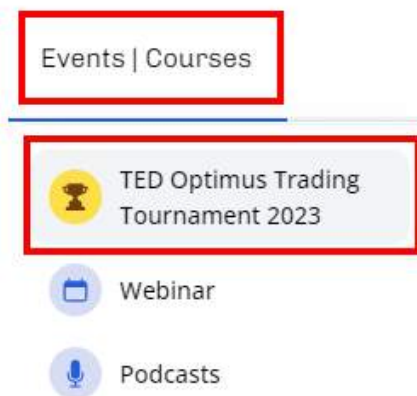 Events | Courses
TED Optimus Trading
Tournament 2023
Webinar
Podcasts